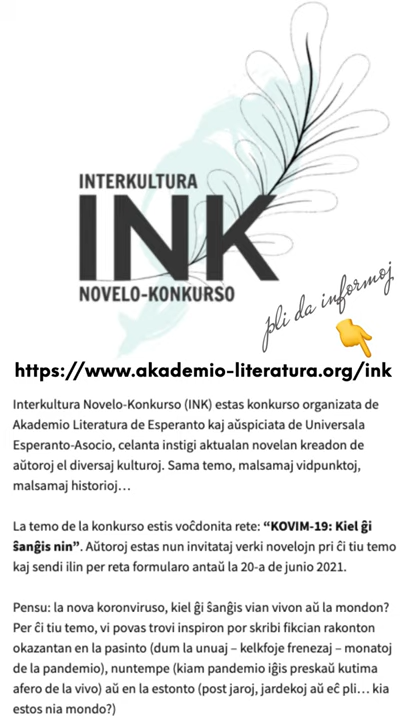 INTERKULTURA
INK
NOVELO-KONKURSO
pli da informoj
https://www.akademio-literatura.org/ink
Interkultura Novelo-Konkurso (INK) estas konkurso organizata de
Akademio Literatura de Esperanto kaj aŭspiciata de Universala
Esperanto-Asocio, celanta instigi aktualan novelan kreadon de
aŭtoroj el diversaj kulturoj. Sama temo, malsamaj vidpunktoj,
malsamaj historioj…
La temo de la konkurso estis voĉdonita rete: “KOVIM-19: Kiel ĝi
ŝanĝis nin”. Aŭtoroj estas nun invitataj verki novelojn pri ĉi tiu temo
kaj sendi ilin per reta formularo antaŭ la 20-a de junio 2021.
Pensu: la nova koronviruso, kiel ĝi ŝanĝis vian vivon aŭ la mondon?
Per ĉi tiu temo, vi povas trovi inspiron por skribi fikcian rakonton
okazantan en la pasinto (dum la unuaj – kelkfoje frenezaj – monatoj
de la pandemio), nuntempe (kiam pandemio iĝis preskaŭ kutima
afero de la vivo) aŭ en la estonto (post jaroj, jardekoj aŭ eĉ pli… kia
estos nia mondo?)